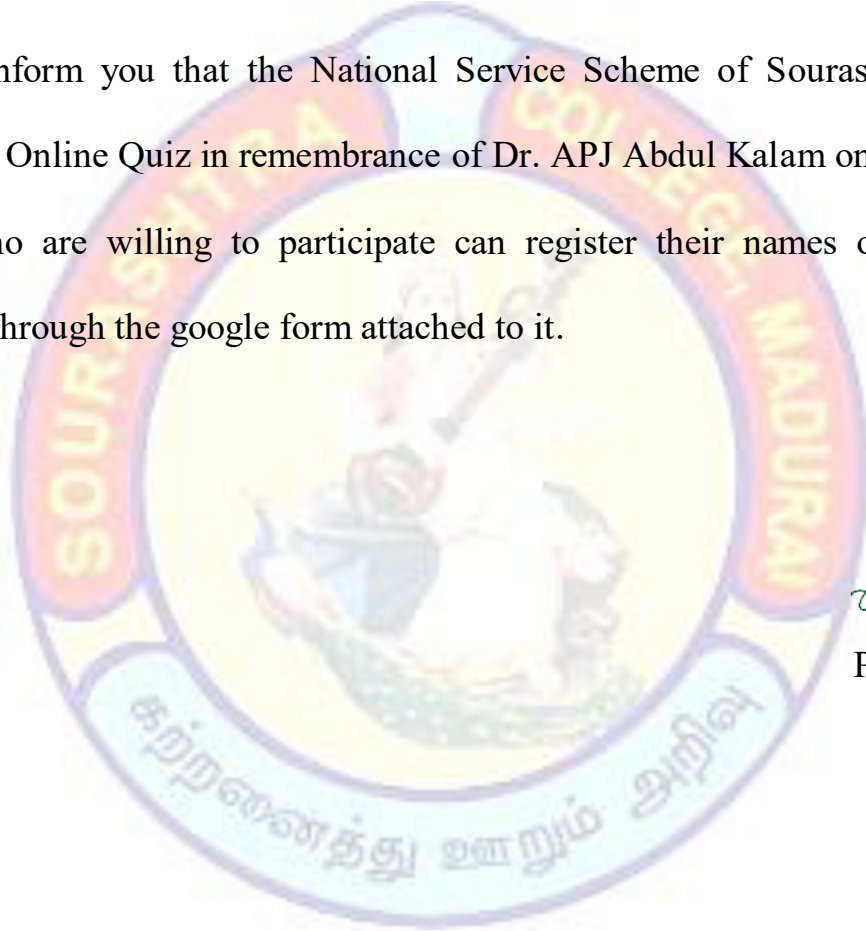 nform you that the National Service Scheme of Souras
Online Quiz in remembrance of Dr. APJ Abdul Kalam on
no are willing to participate can register their names o
hrough the google form attached to it.
SOURASHTRA COLLEGE, MADURAI
P
கற்றனைத்து ஊறும் அறிவு